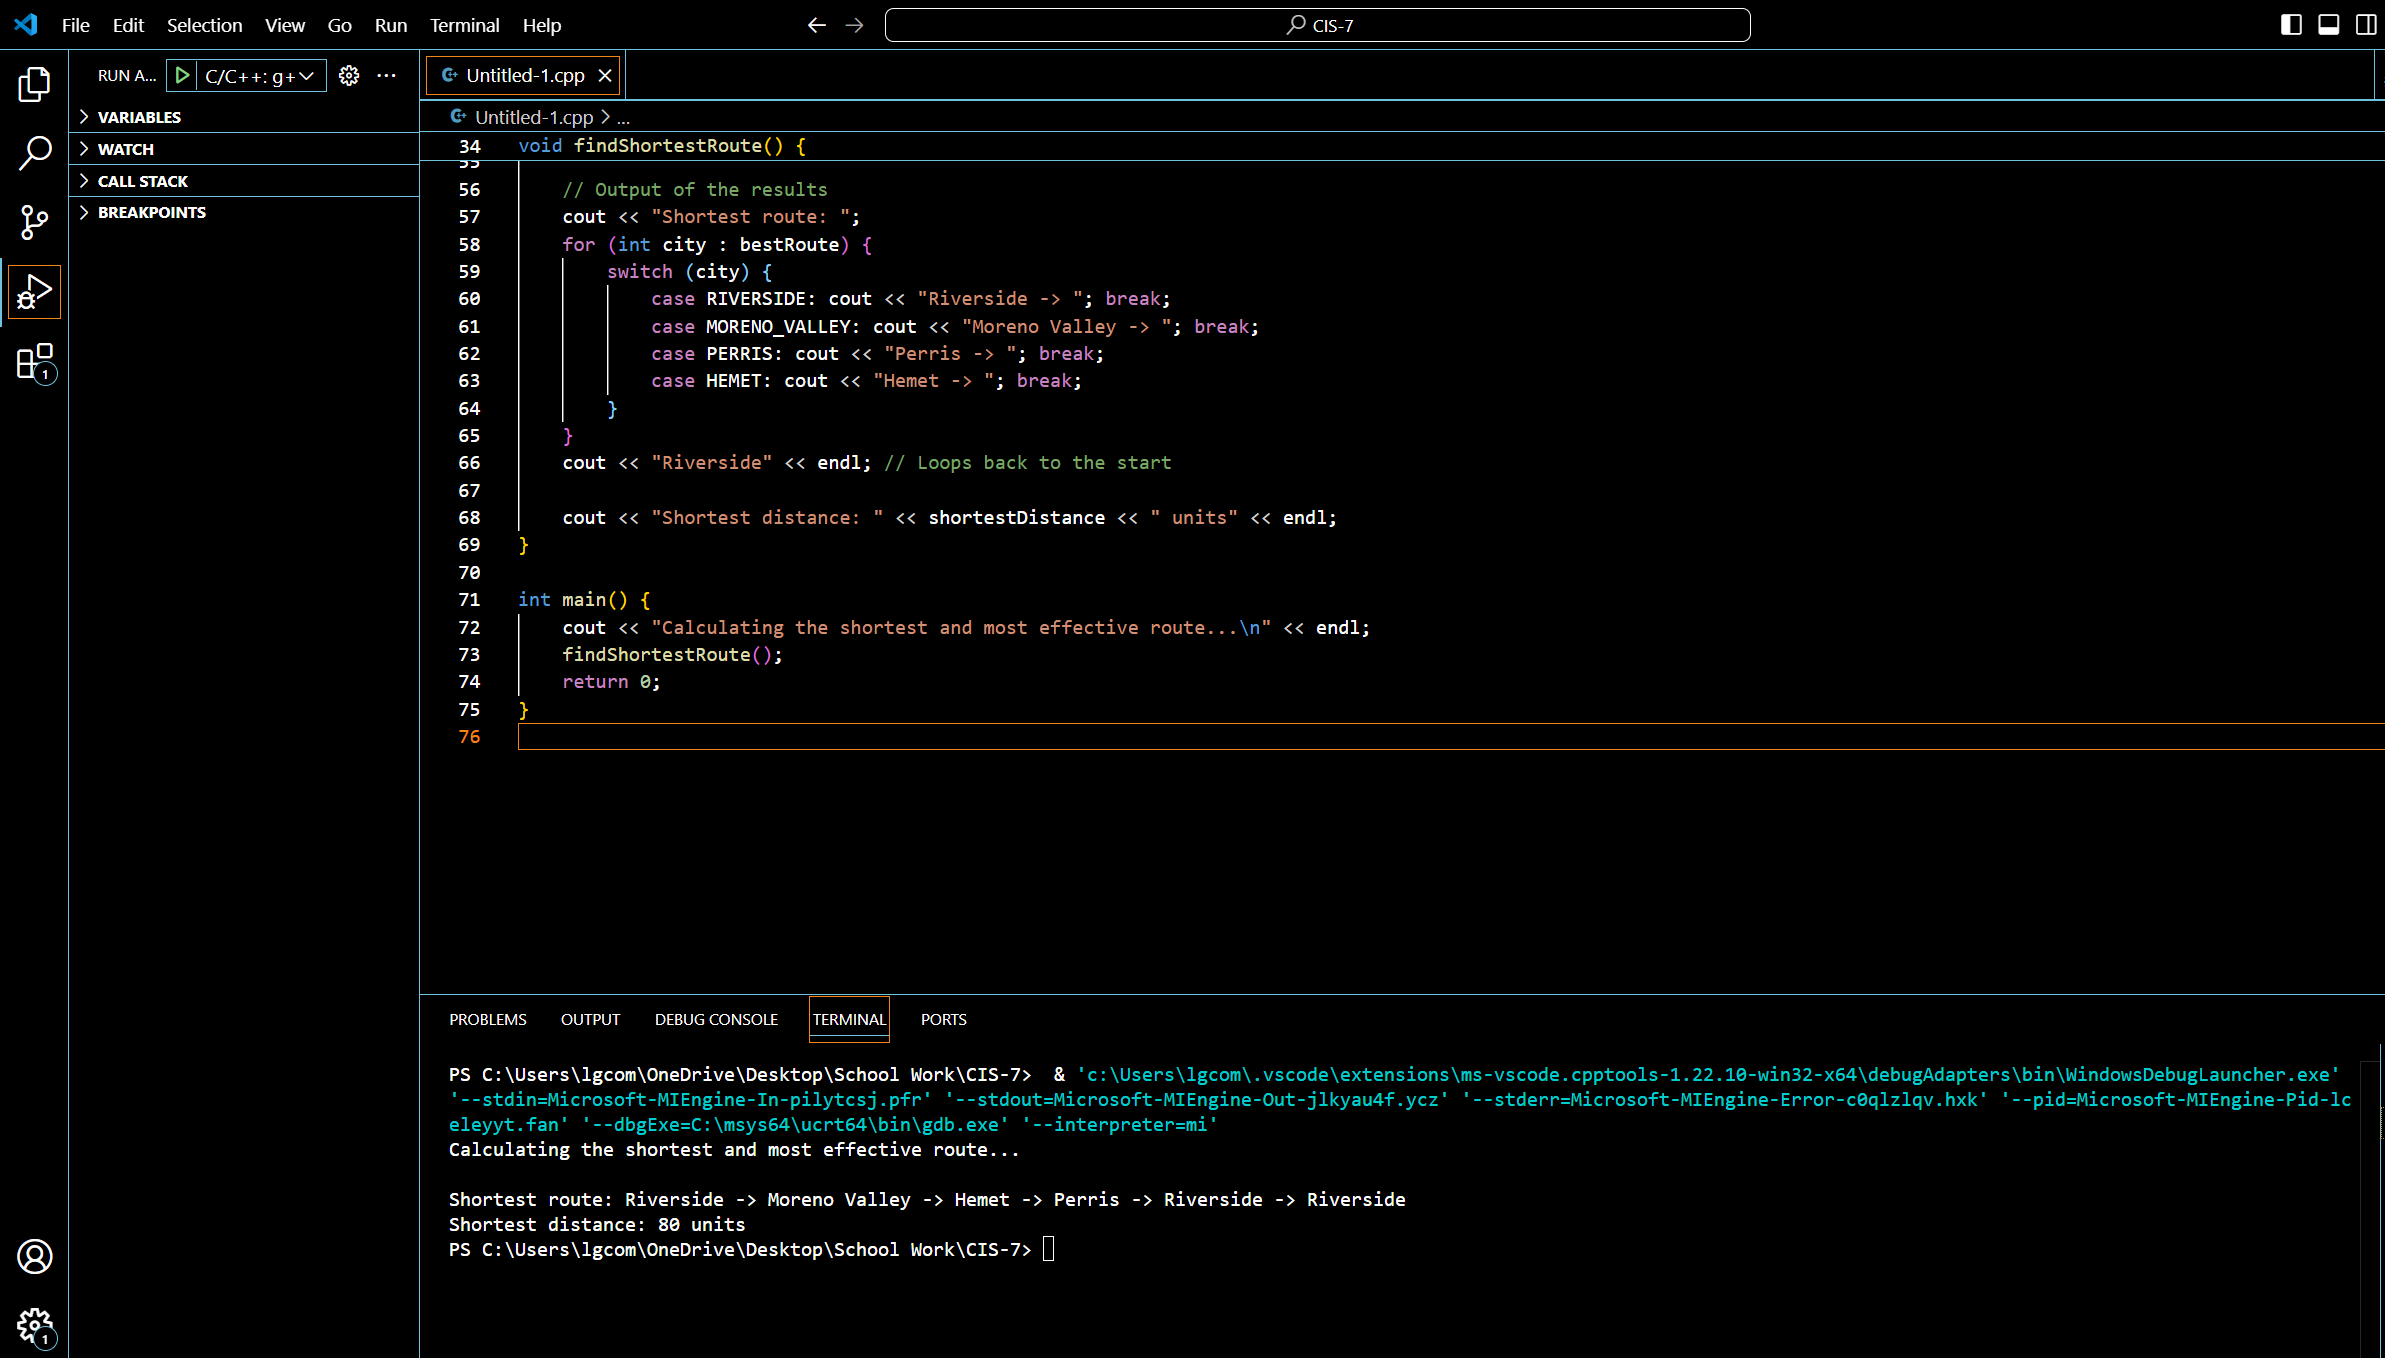 File Edit Selection View Go Run Terminal Help
CIS-7
RUN A...
C/C++: g+
VARIABLES
WATCH
CALL STACK
BREAKPOINTS
1
1
Untitled-1.cpp
Untitled-1.cpp > ...
34 void findShortestRoute() {
55
56 // Output of the results
57 cout << "Shortest route: ";
58 for (int city : bestRoute) {
59 switch (city) {
60 case RIVERSIDE: cout << "Riverside -> "; break;
61 case MORENO_VALLEY: cout << "Moreno Valley -> "; break;
62 case PERRIS: cout << "Perris -> "; break;
63 case HEMET: cout << "Hemet -> "; break;
64 }
65 }
66 cout << "Riverside" << endl; // Loops back to the start
67
68 cout << "Shortest distance: " << shortestDistance << " units" << endl;
69 }
70
71 int main() {
72 cout << "Calculating the shortest and most effective route...\n" << endl;
73 findShortestRoute();
74 return 0;
75 }
76
PROBLEMS OUTPUT DEBUG CONSOLE TERMINAL PORTS
PS C:\Users\lgcom\OneDrive\Desktop\School Work\CIS-7>  & 'c:\Users\lgcom\.vscode\extensions\ms-vscode.cpptools-1.22.10-win32-x64\debugAdapters\bin\WindowsDebugLauncher.exe'
'--stdin=Microsoft-MIEngine-In-pilytcsj.pfr' '--stdout=Microsoft-MIEngine-Out-jlkyau4f.ycz' '--stderr=Microsoft-MIEngine-Error-c0qlzlqv.hxk' '--pid=Microsoft-MIEngine-Pid-lc
eleyyt.fan' '--dbgExe=C:\msys64\ucrt64\bin\gdb.exe' '--interpreter=mi'
Calculating the shortest and most effective route...
Shortest route: Riverside -> Moreno Valley -> Hemet -> Perris -> Riverside -> Riverside
Shortest distance: 80 units
PS C:\Users\lgcom\OneDrive\Desktop\School Work\CIS-7>